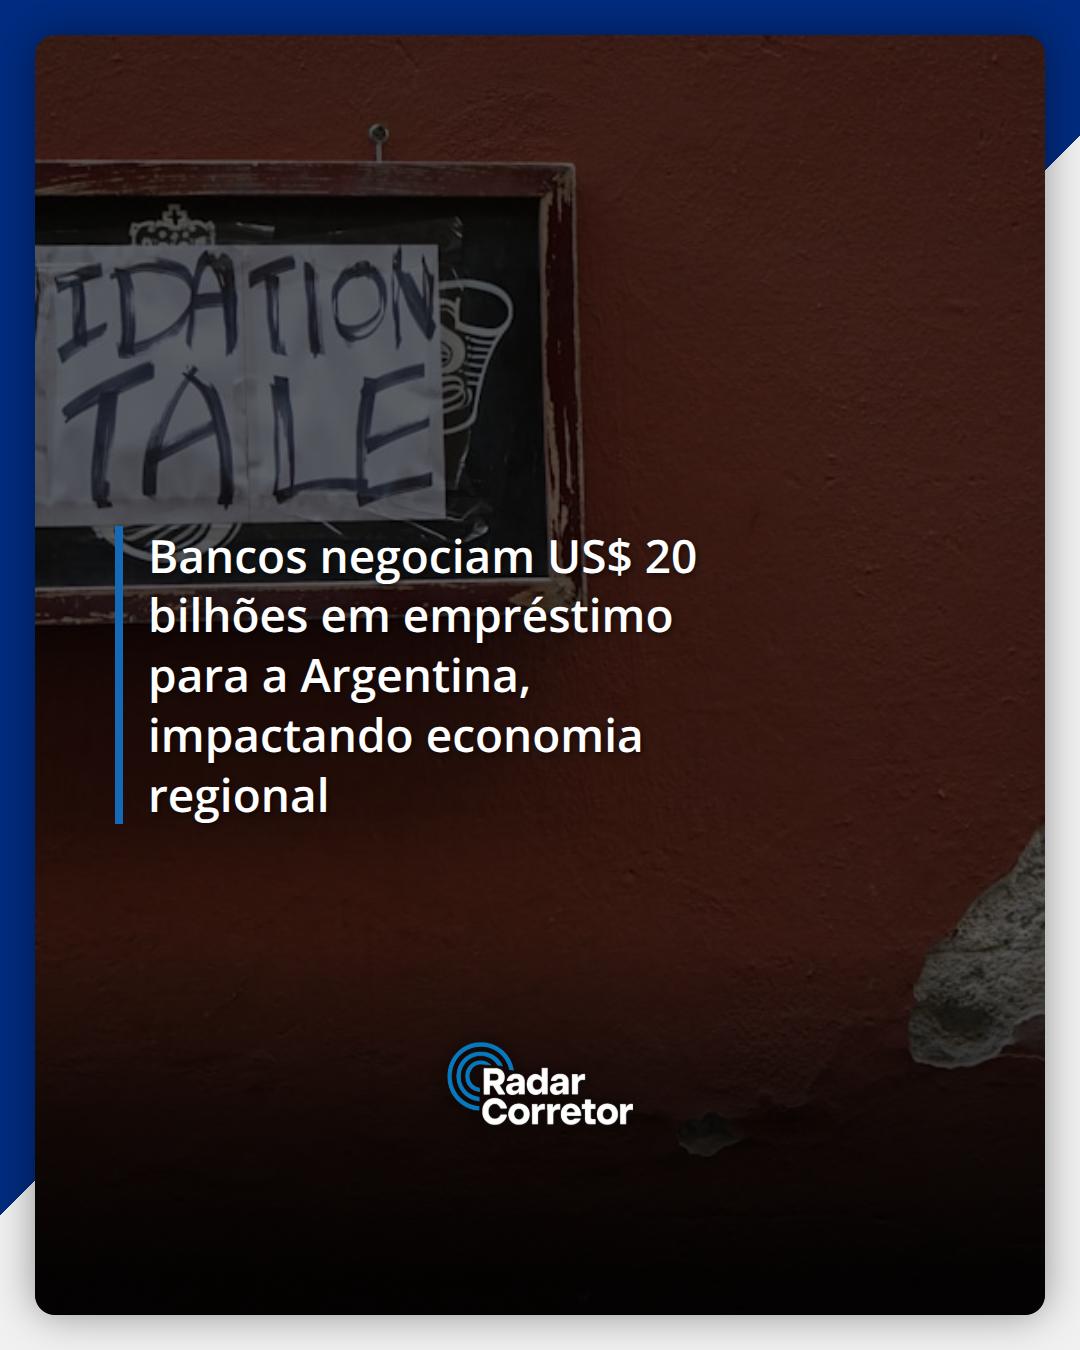 IDATION
TALE
Bancos negociam US$ 20
bilhões em empréstimo
para a Argentina,
impactando economia
regional
Radar
Corretor